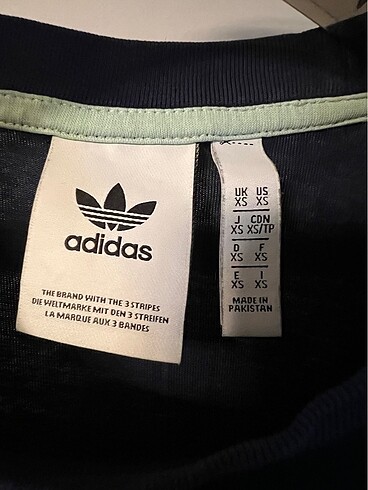 adidas
THE BRAND WITH THE 3 STRIPES
DIE WELTMARKE MIT DEN 3 STREIFEN
LA MARQUE AUX 3 BANDES
UK US
XS XS
J CDN
XS XS/TP
D F
XS XS
E I
XS XS
MADE IN
PAKISTAN